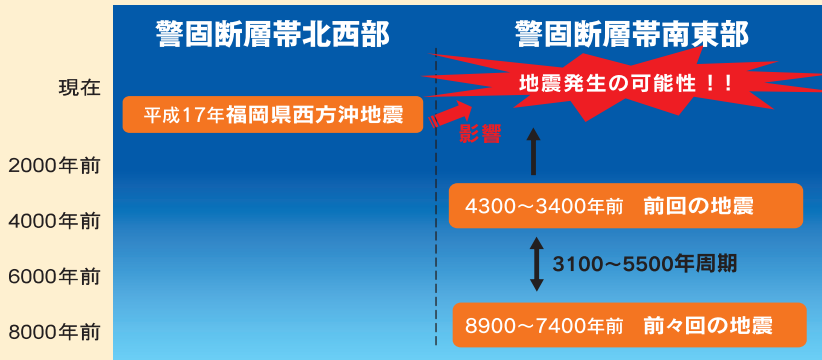 警固断層帯北西部
警固断層帯南東部
現在
地震発生の可能性!!
平成17年福岡県西方沖地震
影響
2000年前
4300〜3400年前 前回の地震
4000年前
3100〜5500年周期
6000年前
8900〜7400年前 前々回の地震
8000年前